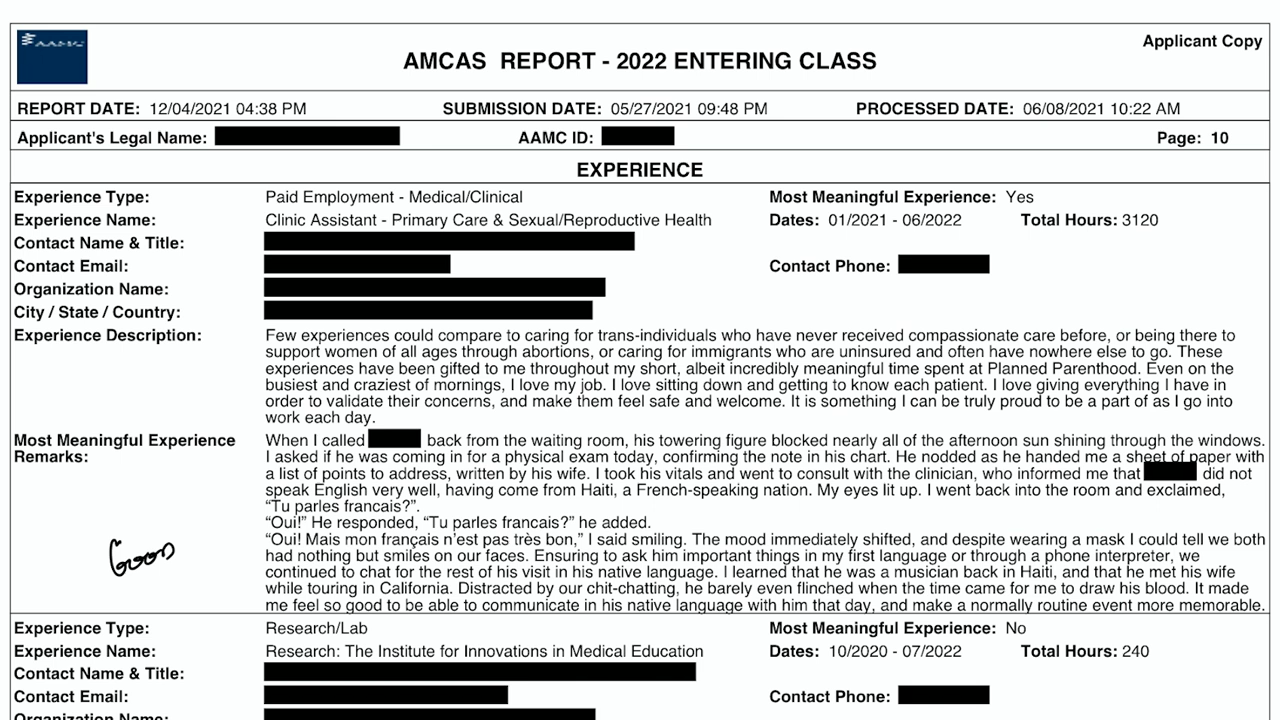 AAMC
Applicant Copy
AMCAS REPORT - 2022 ENTERING CLASS
REPORT DATE: 12/04/2021 04:38 PM SUBMISSION DATE: 05/27/2021 09:48 PM PROCESSED DATE: 06/08/2021 10:22 AM
Applicant's Legal Name: AAMC ID: Page: 10
EXPERIENCE
Experience Type: Paid Employment - Medical/Clinical Most Meaningful Experience: Yes
Experience Name: Clinic Assistant - Primary Care & Sexual/Reproductive Health Dates: 01/2021 - 06/2022 Total Hours: 3120
Contact Name & Title:
Contact Email: Contact Phone:
Organization Name:
City / State / Country:
Experience Description: Few experiences could compare to caring for trans-individuals who have never received compassionate care before, or being there to
support women of all ages through abortions, or caring for immigrants who are uninsured and often have nowhere else to go. These
experiences have been gifted to me throughout my short, albeit incredibly meaningful time spent at Planned Parenthood. Even on the
busiest and craziest of mornings, I love my job. I love sitting down and getting to know each patient. I love giving everything I have in
order to validate their concerns, and make them feel safe and welcome. It is something I can be truly proud to be a part of as I go into
work each day.
Most Meaningful Experience When I called back from the waiting room, his towering figure blocked nearly all of the afternoon sun shining through the windows.
Remarks: I asked if he was coming in for a physical exam today, confirming the note in his chart. He nodded as he handed me a sheet of paper with
a list of points to address, written by his wife. I took his vitals and went to consult with the clinician, who informed me that did not
speak English very well, having come from Haiti, a French-speaking nation. My eyes lit up. I went back into the room and exclaimed,
“Tu parles francais?”.
“Oui!” He responded, “Tu parles francais?” he added.
“Oui! Mais mon français n’est pas très bon,” I said smiling. The mood immediately shifted, and despite wearing a mask I could tell we both
had nothing but smiles on our faces. Ensuring to ask him important things in my first language or through a phone interpreter, we
continued to chat for the rest of his visit in his native language. I learned that he was a musician back in Haiti, and that he met his wife
while touring in California. Distracted by our chit-chatting, he barely even flinched when the time came for me to draw his blood. It made
me feel so good to be able to communicate in his native language with him that day, and make a normally routine event more memorable.
Good
Experience Type: Research/Lab Most Meaningful Experience: No
Experience Name: Research: The Institute for Innovations in Medical Education Dates: 10/2020 - 07/2022 Total Hours: 240
Contact Name & Title:
Contact Email: Contact Phone:
Organization Name: